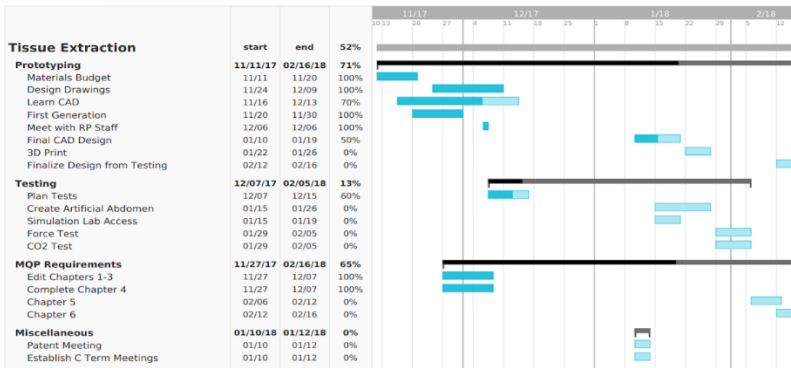 11/17 12/17 1/18 2/18
10 13 20 27 4 11 18 25 1 8 15 22 29 5 12
Tissue Extraction start end 52%
Prototyping 11/11/17 02/16/18 71%
Materials Budget 11/11 11/20 100%
Design Drawings 11/24 12/09 100%
Learn CAD 11/16 12/13 70%
First Generation 11/20 11/30 100%
Meet with RP Staff 12/06 12/06 100%
Final CAD Design 01/10 01/19 50%
3D Print 01/22 01/26 0%
Finalize Design from Testing 02/12 02/16 0%
Testing 12/07/17 02/05/18 13%
Plan Tests 12/07 12/15 60%
Create Artificial Abdomen 01/15 01/26 0%
Simulation Lab Access 01/15 01/19 0%
Force Test 01/29 02/05 0%
CO2 Test 01/29 02/05 0%
MQP Requirements 11/27/17 02/16/18 65%
Edit Chapters 1-3 11/27 12/07 100%
Complete Chapter 4 11/27 12/07 100%
Chapter 5 02/06 02/12 0%
Chapter 6 02/12 02/16 0%
Miscellaneous 01/10/18 01/12/18 0%
Patent Meeting 01/10 01/12 0%
Establish C Term Meetings 01/10 01/12 0%